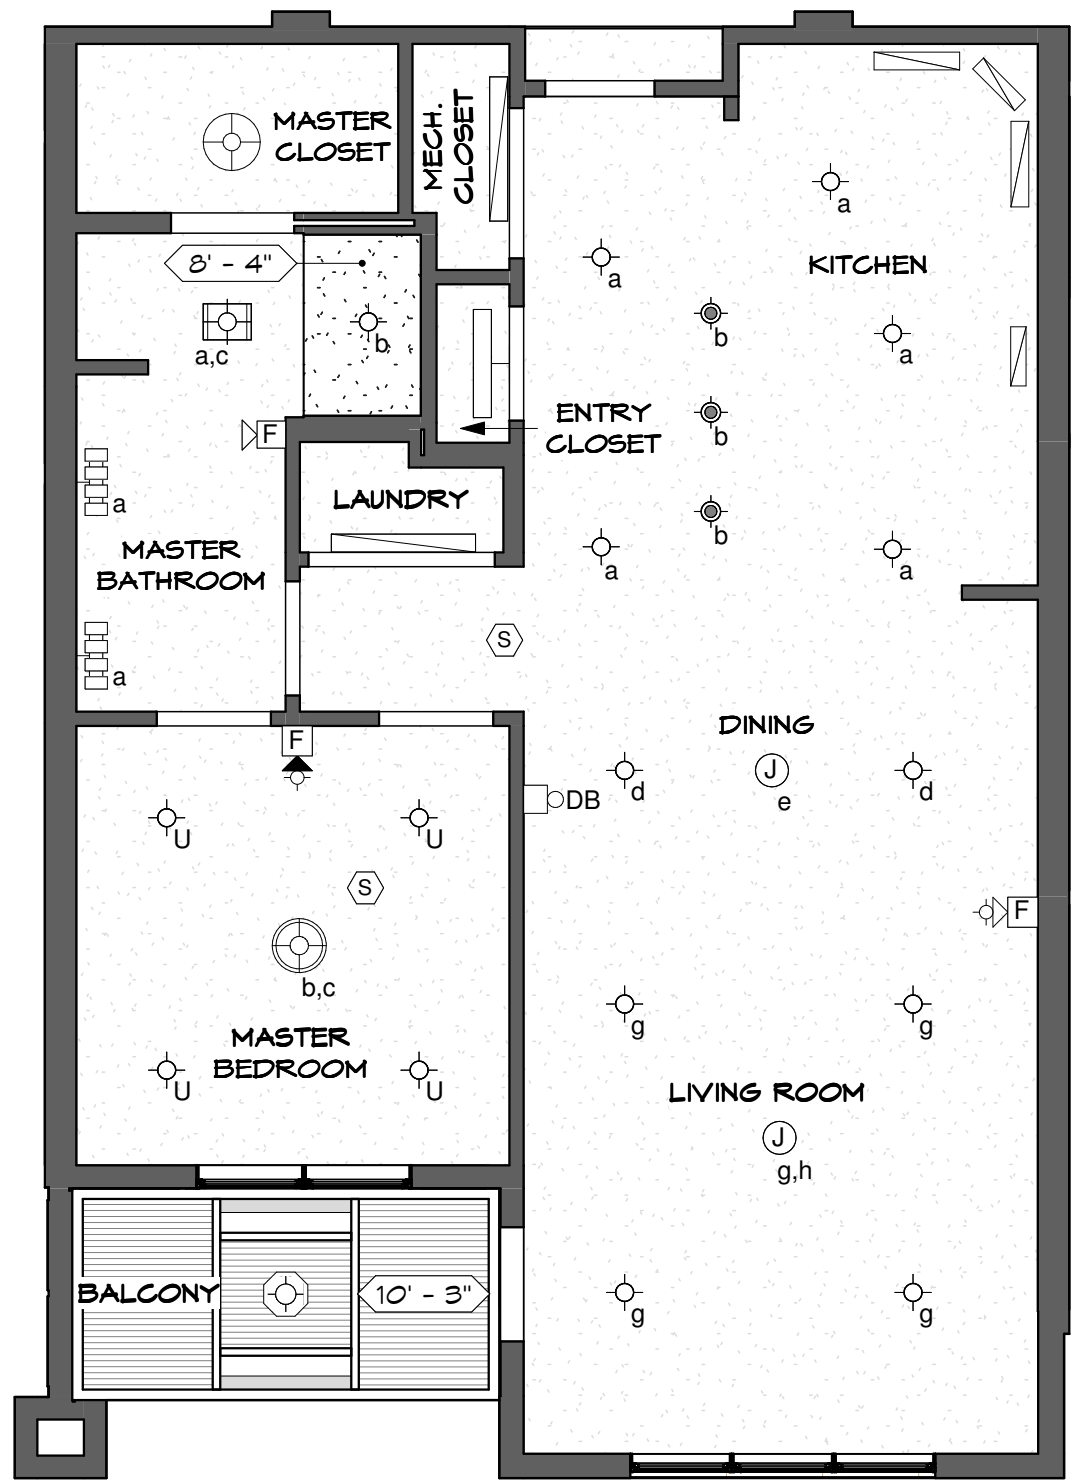 MASTER
CLOSET
MECH.
CLOSET
a
8' - 4"
KITCHEN
a
b
b
a,c
a
ENTRY
CLOSET
b
F
LAUNDRY
a
b
MASTER
BATHROOM
a
a
S
a
DINING
F
J
d
d
e
DB
U
U
S
F
b,c
g
g
MASTER
BEDROOM
U
U
LIVING ROOM
J
g,h
BALCONY
10' - 3"
g
g